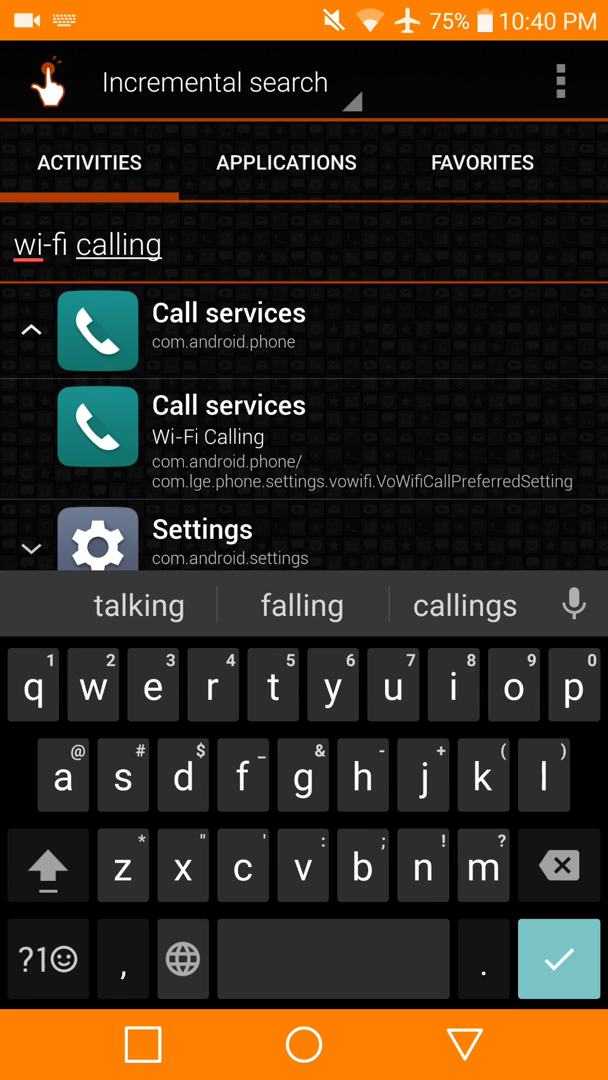 75% 10:40 PM
Incremental search
ACTIVITIES APPLICATIONS FAVORITES
wi-fi calling
Call services
com.android.phone
Call services
Wi-Fi Calling
com.android.phone/
com.lge.phone.settings.vowifi.VoWifiCallPreferredSetting
Settings
com.android.settings
talking falling callings
1 2 3 4 5 6 7 8 9 0
q w e r t y u i o p
@ # $ _ & - + ( )
a s d f g h j k l
* " ' : ; ! ?
z x c v b n m
?1☺ , .